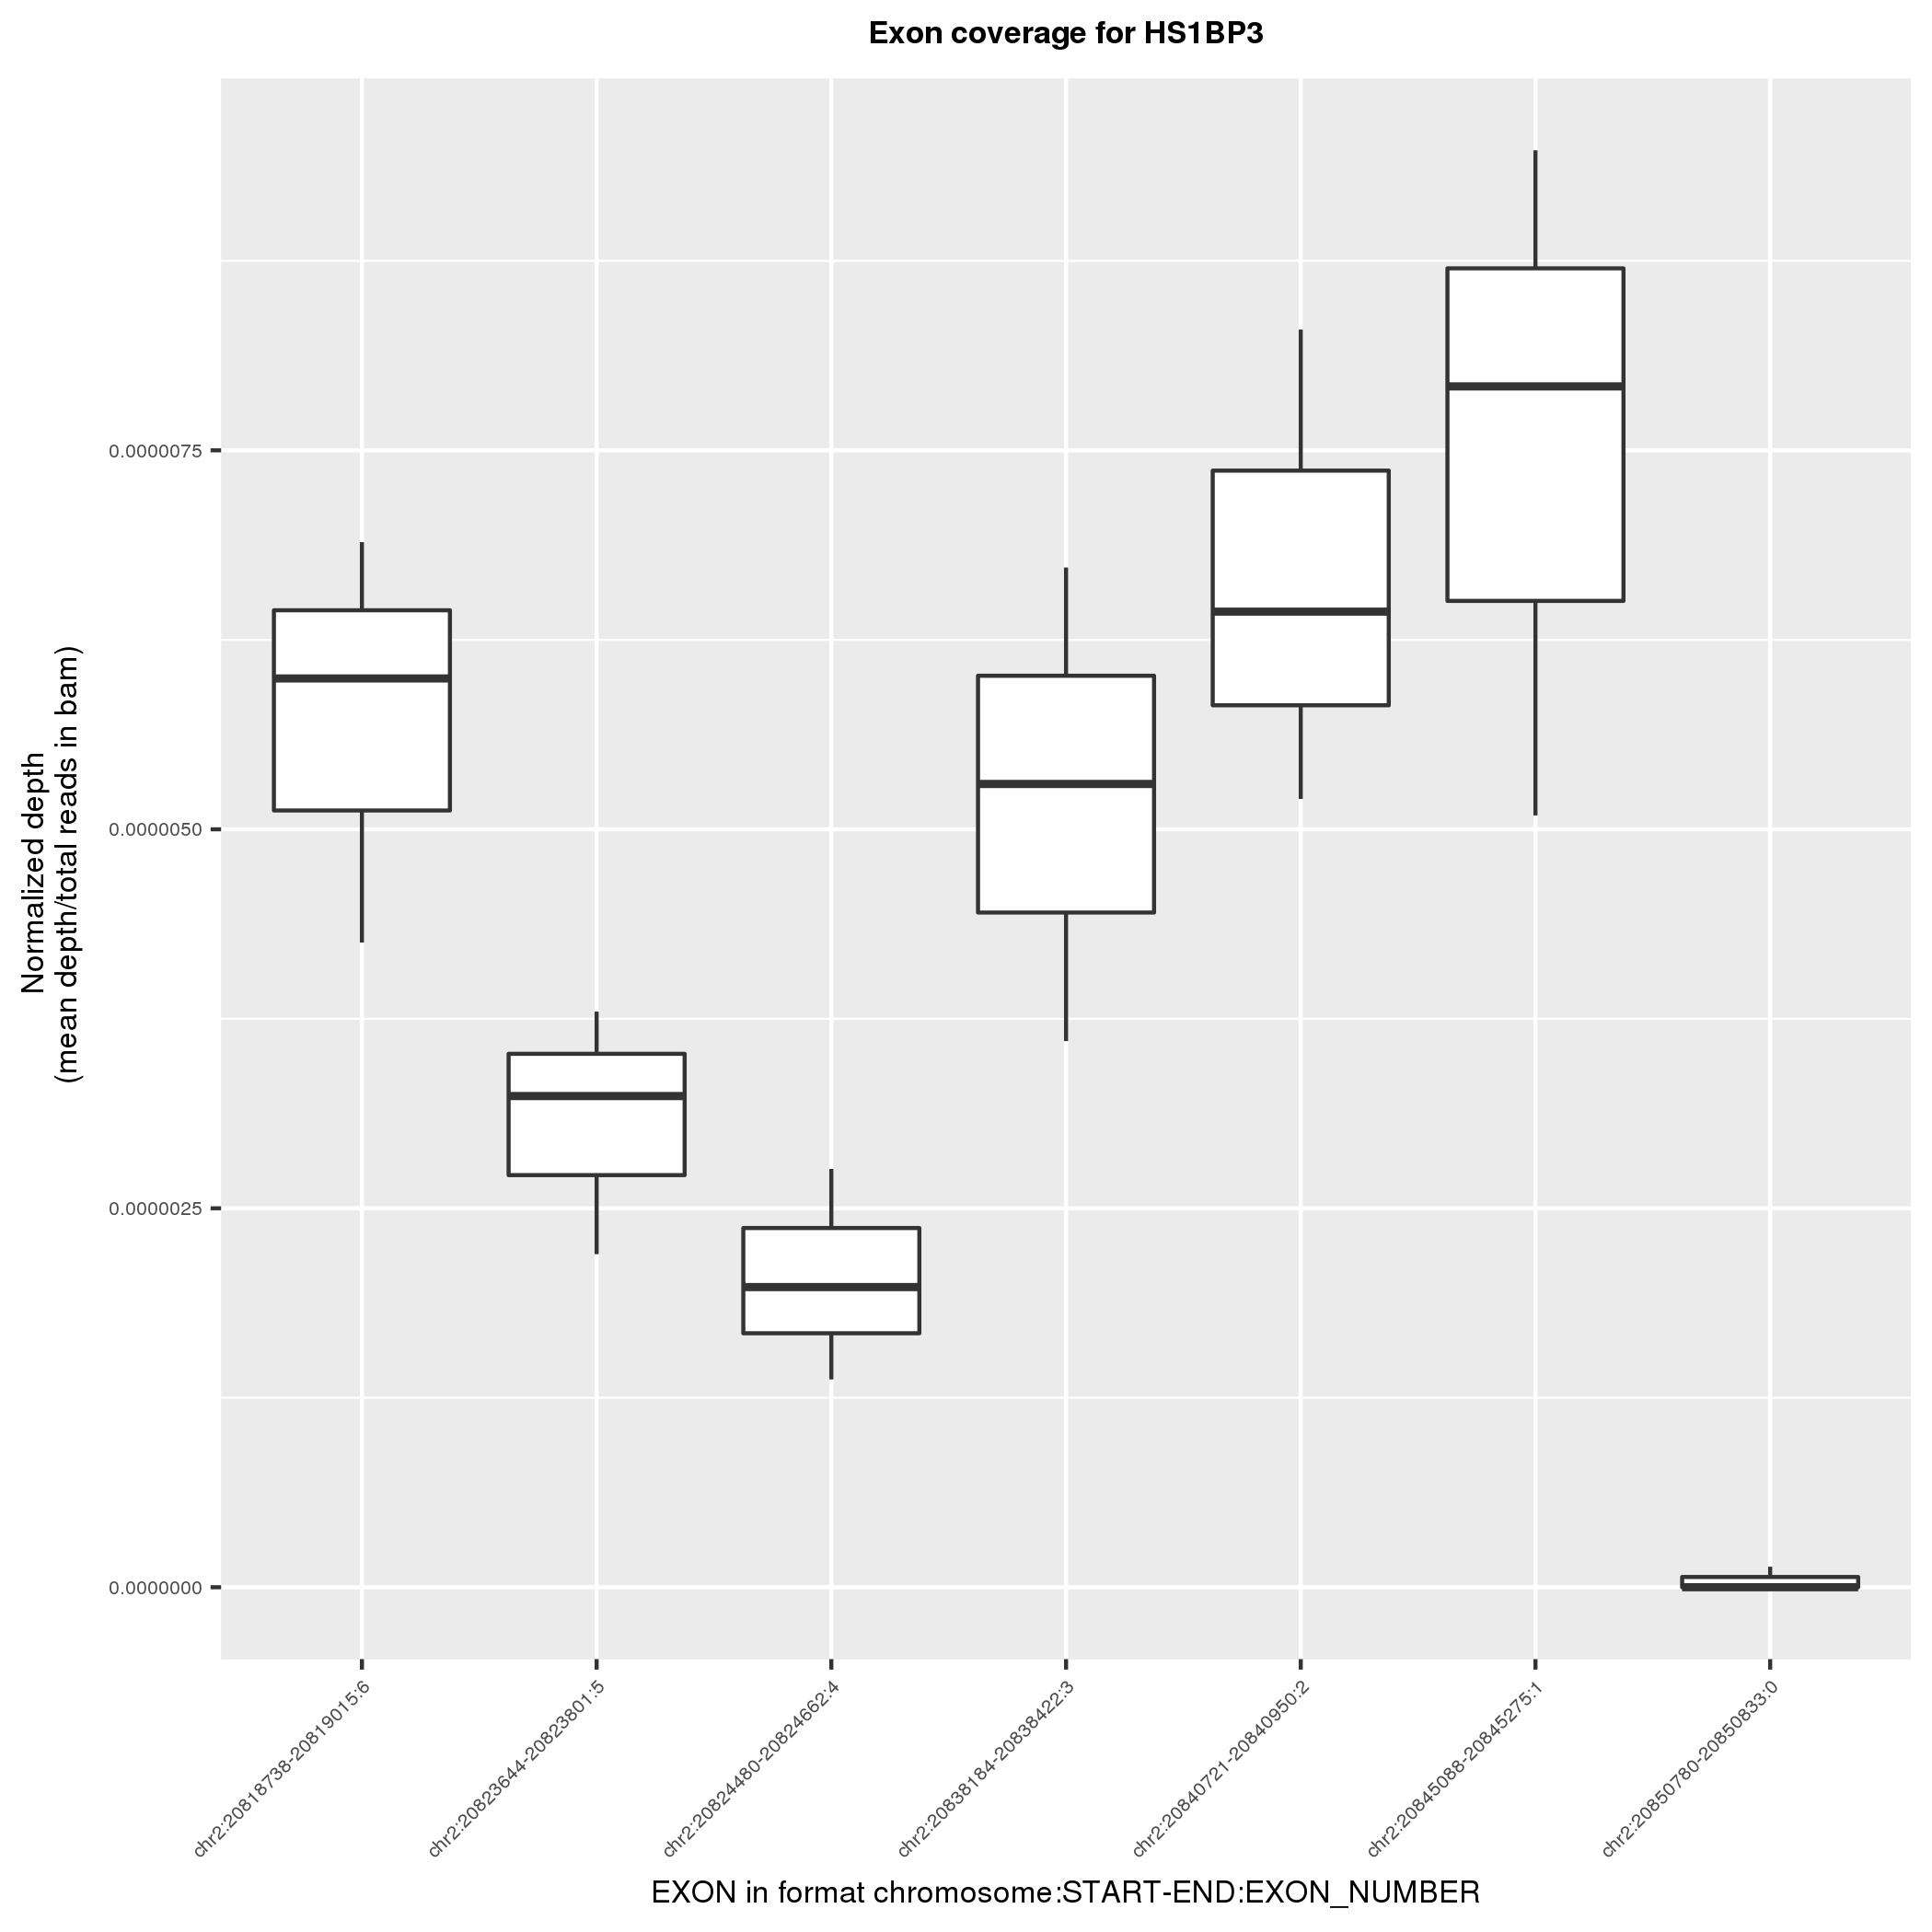 Exon coverage for HS1BP3
Normalized depth
(mean depth/total reads in bam)
0.0000075
0.0000050
0.0000025
0.0000000
chr2:20818738-20819015:6
chr2:20823644-20823801:5
chr2:20824480-20824662:4
chr2:20838184-20838422:3
chr2:20840721-20840950:2
chr2:20845088-20845275:1
chr2:20850780-20850833:0
EXON in format chromosome:START-END:EXON_NUMBER